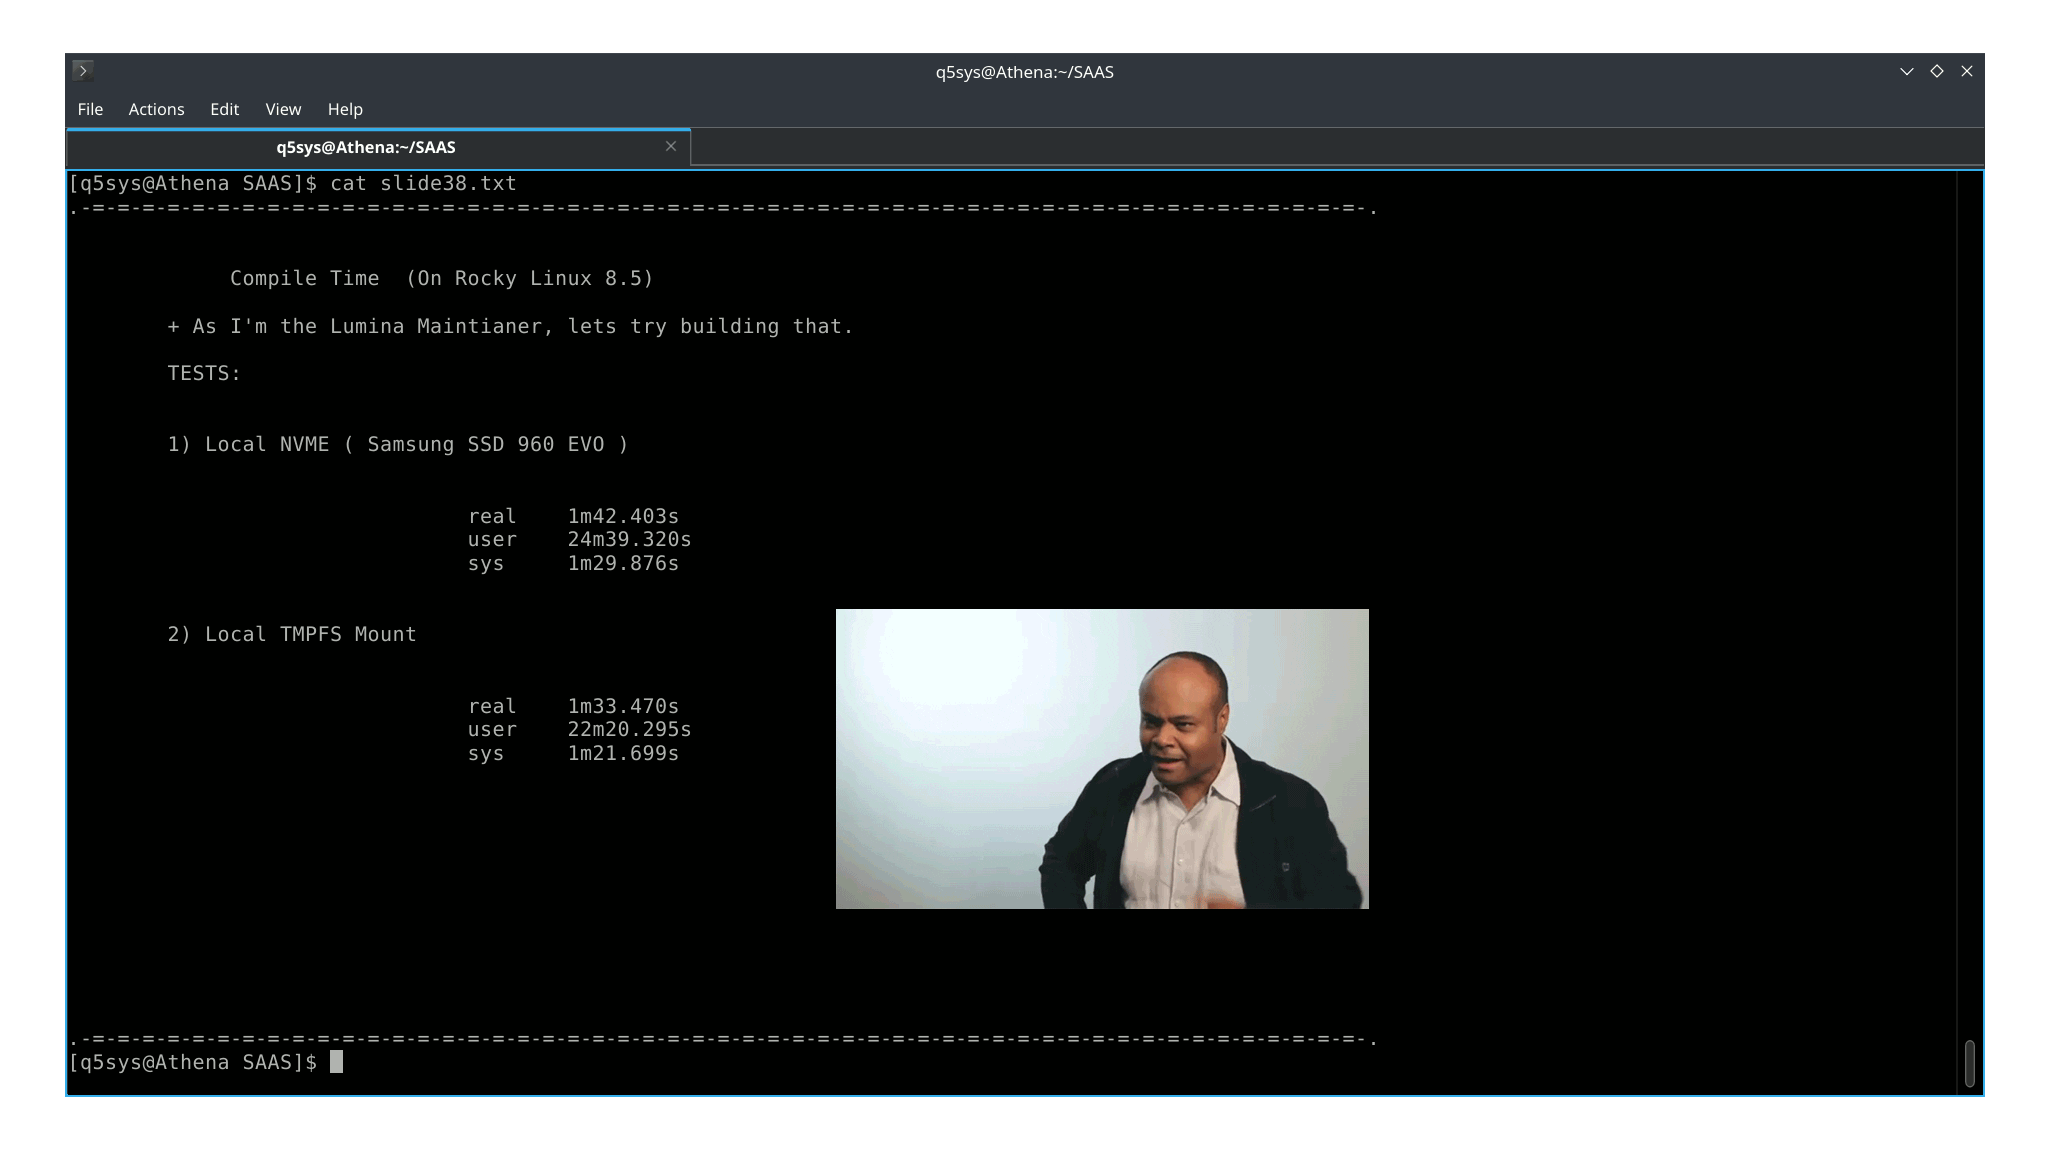 q5sys@Athena:~/SAAS
File Actions Edit View Help
q5sys@Athena:~/SAAS
[q5sys@Athena SAAS]$ cat slide38.txt
.-=-=-=-=-=-=-=-=-=-=-=-=-=-=-=-=-=-=-=-=-=-=-=-=-=-=-=-=-=-=-=-=-=-=-=-=-=-=-=-=-=-=-=-=-=-=-=-=-=-=-=-.
Compile Time (On Rocky Linux 8.5)
+ As I'm the Lumina Maintianer, lets try building that.
TESTS:
1) Local NVME ( Samsung SSD 960 EVO )
real 1m42.403s
user 24m39.320s
sys 1m29.876s
2) Local TMPFS Mount
real 1m33.470s
user 22m20.295s
sys 1m21.699s
.-=-=-=-=-=-=-=-=-=-=-=-=-=-=-=-=-=-=-=-=-=-=-=-=-=-=-=-=-=-=-=-=-=-=-=-=-=-=-=-=-=-=-=-=-=-=-=-=-=-=-=-.
[q5sys@Athena SAAS]$